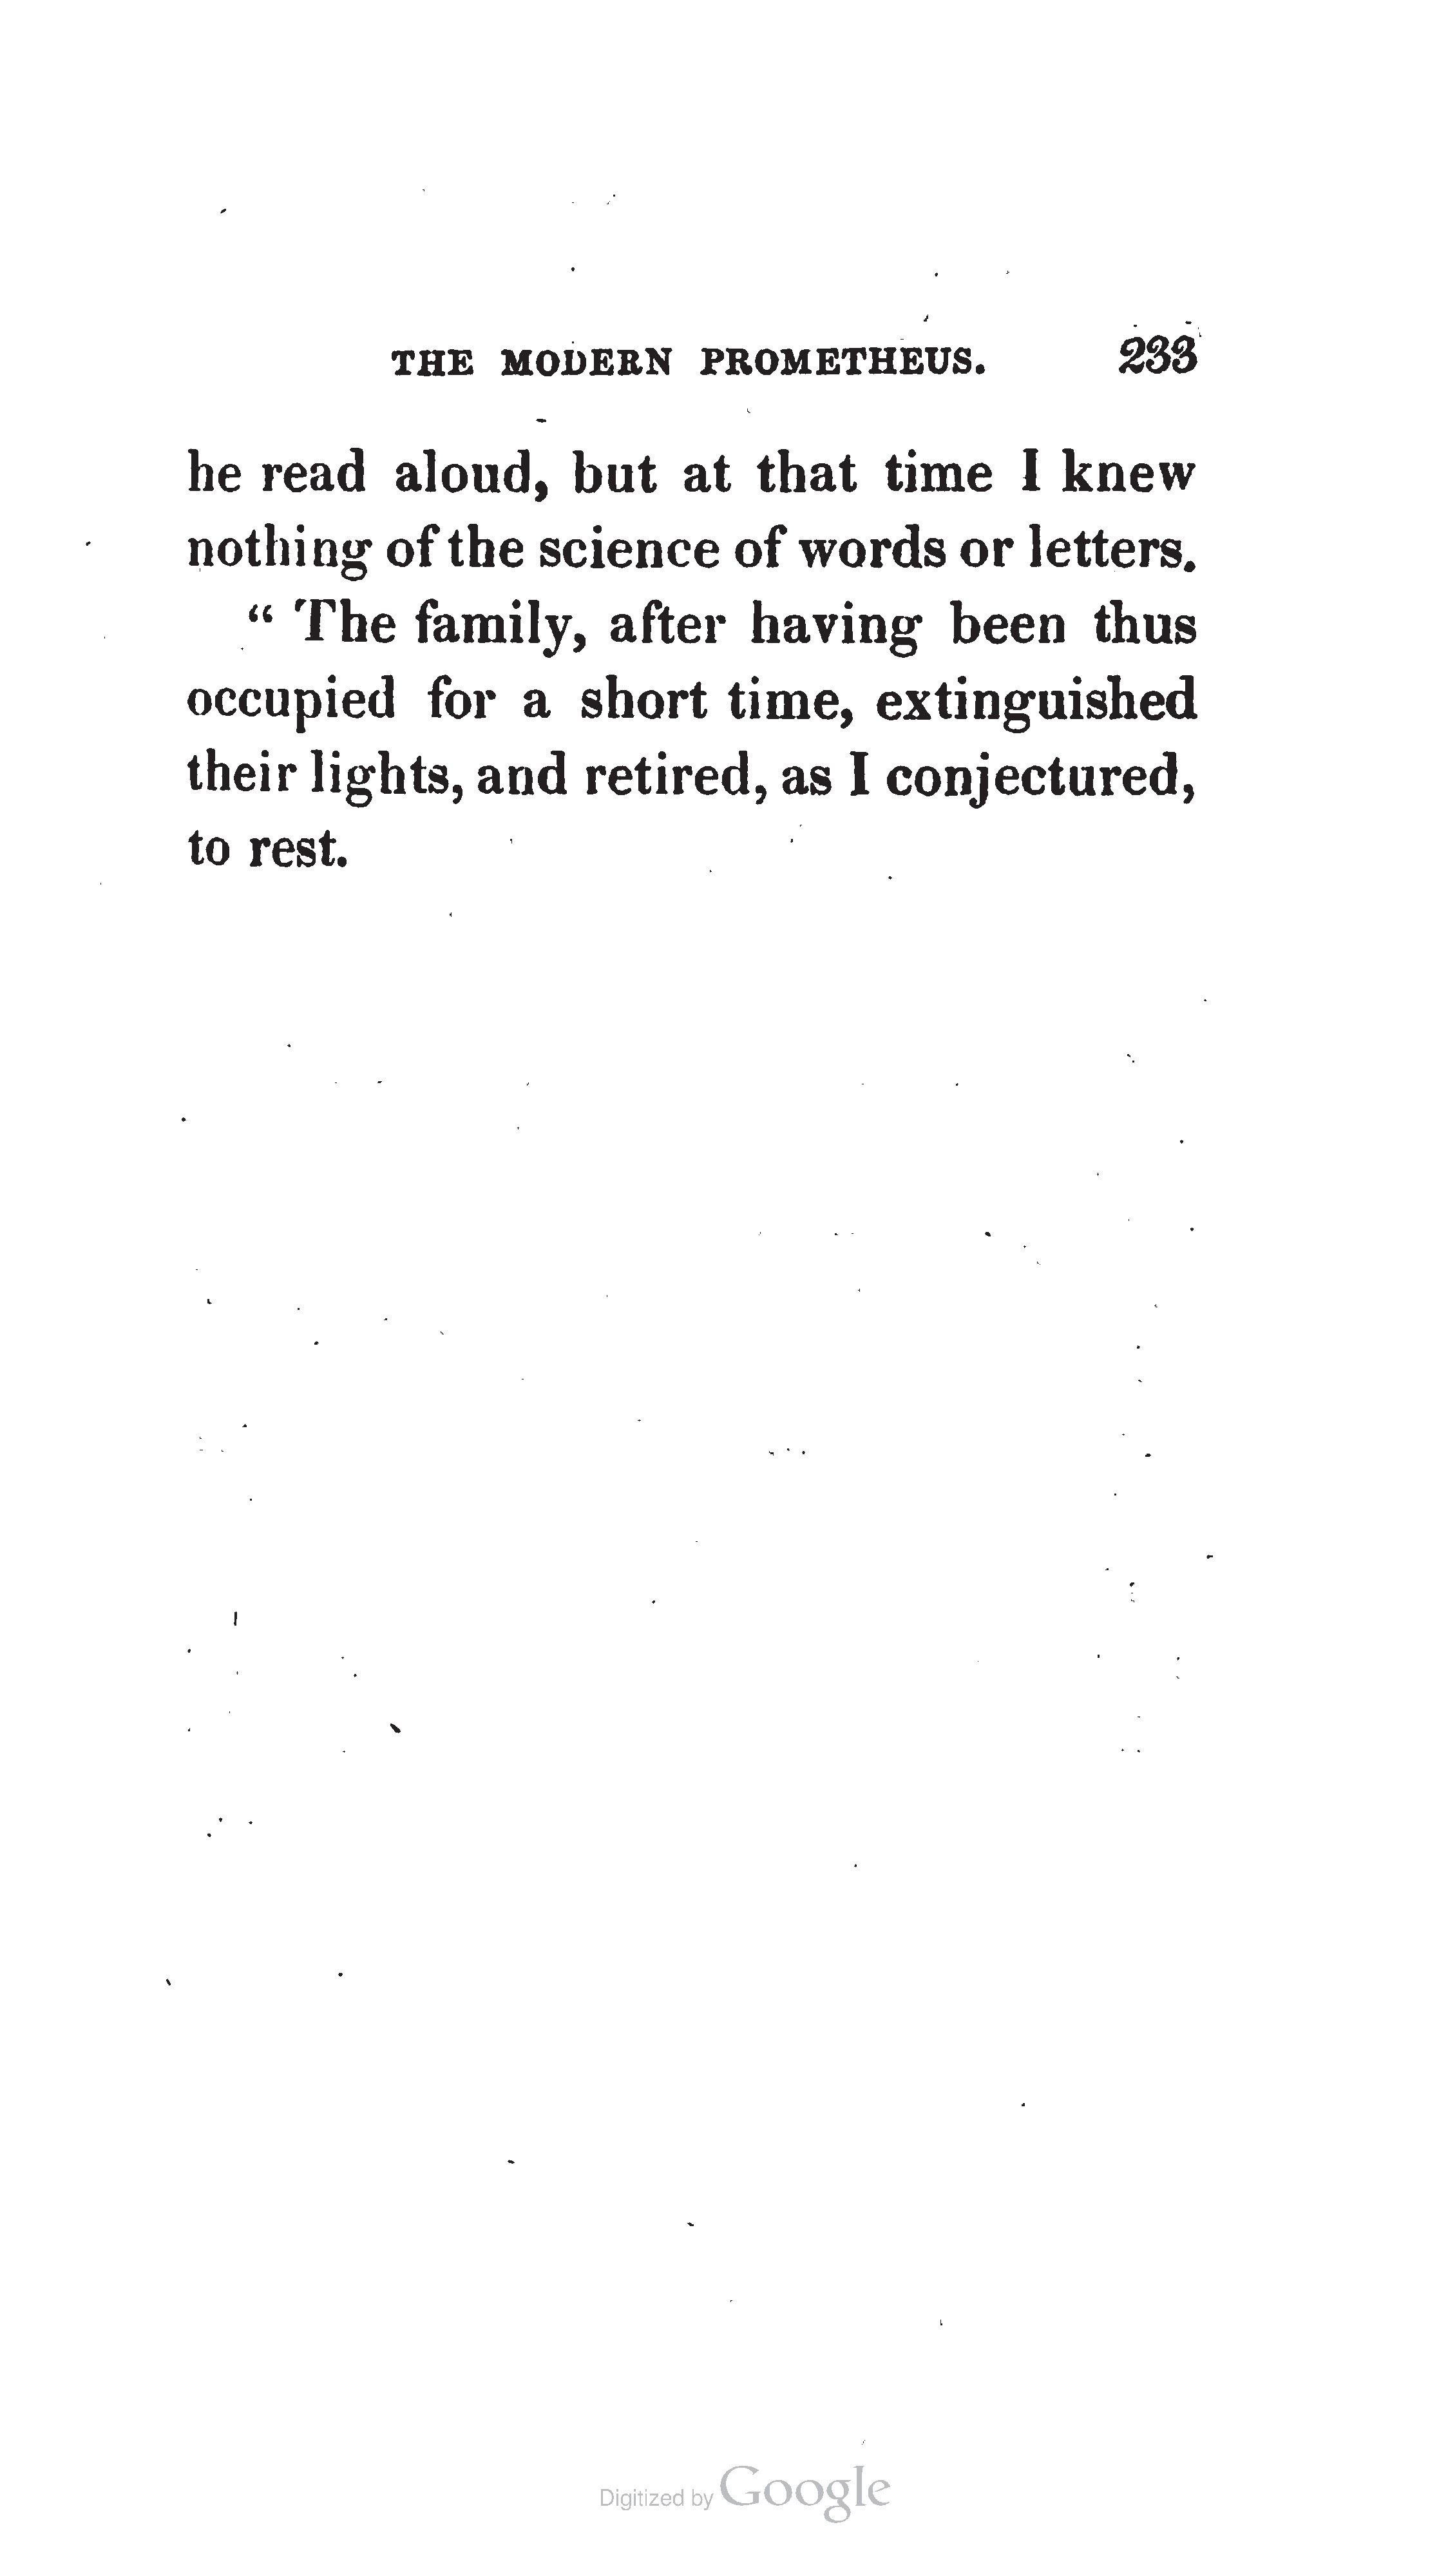 THE MODERN PROMETHEUS. 233
he read aloud, but at that time I knew
nothing of the science of words or letters.
“ The family, after having been thus
occupied for a short time, extinguished
their lights, and retired, as I conjectured,
to rest.
Digitized by Google